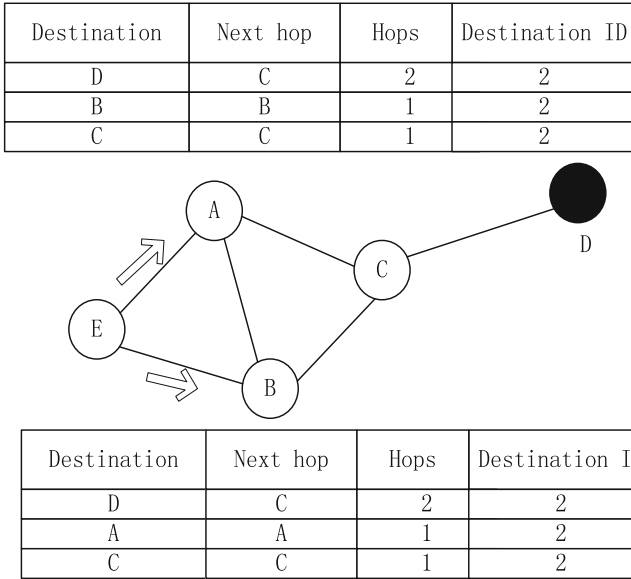 Destination Next hop Hops Destination ID
D C 2 2
B B 1 2
C C 1 2
A
D
C
E
B
Destination Next hop Hops Destination I
D C 2 2
A A 1 2
C C 1 2